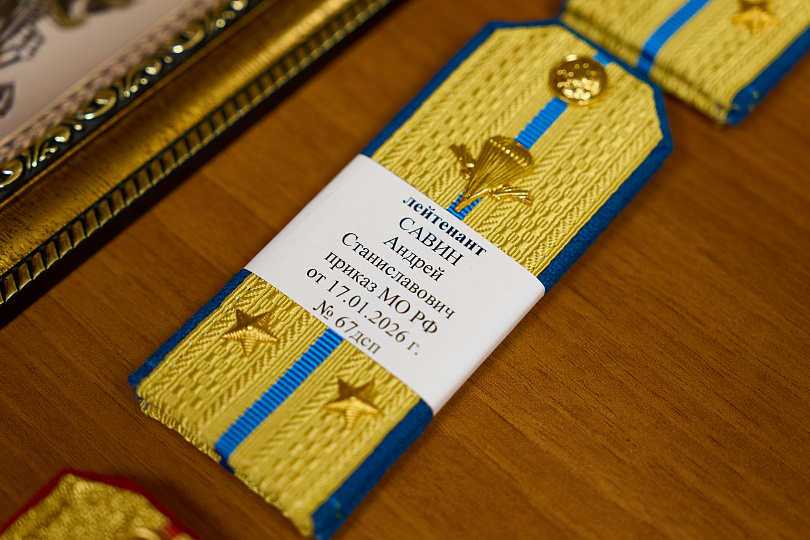 лейтенант
САВИН
Андрей
Станиславович
приказ МО РФ
от 17.01.2026 г.
№ 67дсп